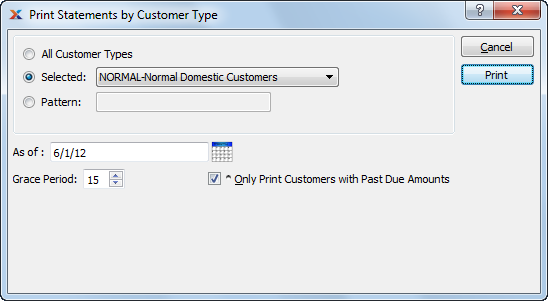 Print Statements by Customer Type
?
All Customer Types
Cancel
Selected: NORMAL-Normal Domestic Customers
Print
Pattern:
As of : 6/1/12
Grace Period: 15 ^ Only Print Customers with Past Due Amounts